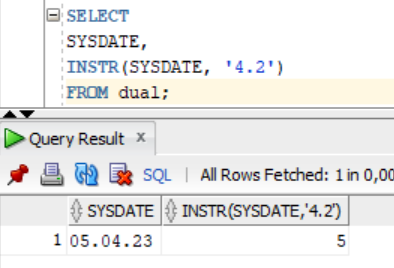 SELECT
SYSDATE,
INSTR(SYSDATE, '4.2')
FROM dual;
Query Result x
SQL | All Rows Fetched: 1 in 0,00
SYSDATE INSTR(SYSDATE,'4.2')
1 05.04.23 5